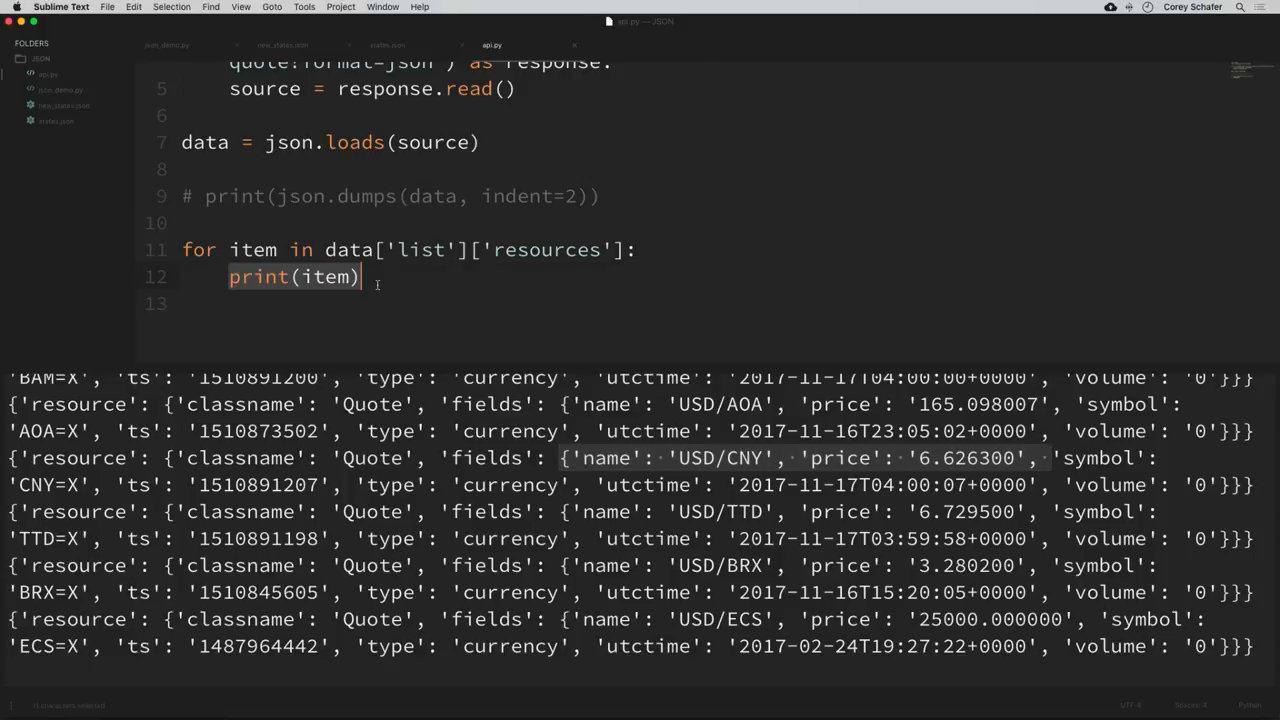 Sublime Text File Edit Selection Find View Goto Tools Project Window Help Corey Schafer
api.py — JSON
FOLDERS
JSON
api.py
json_demo.py
new_states.json
states.json
json_demo.py new_states.json states.json api.py
quote?format=json") as response:
5 source = response.read()
6
7 data = json.loads(source)
8
9 # print(json.dumps(data, indent=2))
10
11 for item in data['list']['resources']:
12 print(item)
13
'BAM=X', 'ts': '1510891200', 'type': 'currency', 'utctime': '2017-11-17T04:00:00+0000', 'volume': '0'}}}
{'resource': {'classname': 'Quote', 'fields': {'name': 'USD/AOA', 'price': '165.098007', 'symbol':
'AOA=X', 'ts': '1510873502', 'type': 'currency', 'utctime': '2017-11-16T23:05:02+0000', 'volume': '0'}}}
{'resource': {'classname': 'Quote', 'fields': {'name': 'USD/CNY', 'price': '6.626300', 'symbol':
'CNY=X', 'ts': '1510891207', 'type': 'currency', 'utctime': '2017-11-17T04:00:07+0000', 'volume': '0'}}}
{'resource': {'classname': 'Quote', 'fields': {'name': 'USD/TTD', 'price': '6.729500', 'symbol':
'TTD=X', 'ts': '1510891198', 'type': 'currency', 'utctime': '2017-11-17T03:59:58+0000', 'volume': '0'}}}
{'resource': {'classname': 'Quote', 'fields': {'name': 'USD/BRX', 'price': '3.280200', 'symbol':
'BRX=X', 'ts': '1510845605', 'type': 'currency', 'utctime': '2017-11-16T15:20:05+0000', 'volume': '0'}}}
{'resource': {'classname': 'Quote', 'fields': {'name': 'USD/ECS', 'price': '25000.000000', 'symbol':
'ECS=X', 'ts': '1487964442', 'type': 'currency', 'utctime': '2017-02-24T19:27:22+0000', 'volume': '0'}}}
11 characters selected UTF-8 Spaces: 4 Python